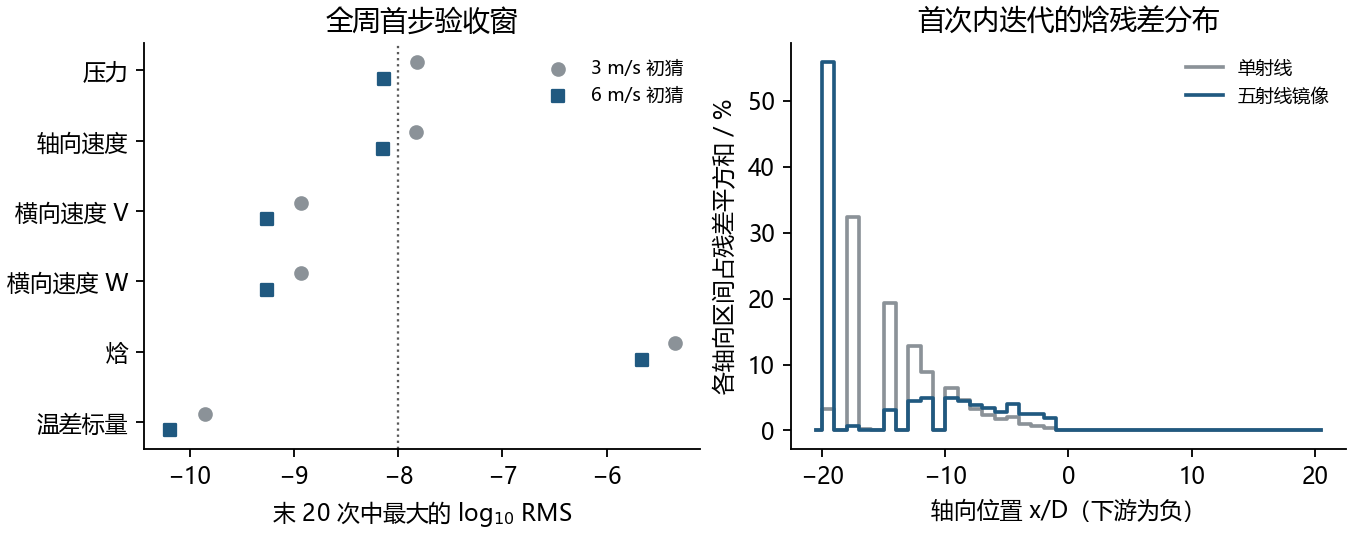 全周首步验收窗
压力
轴向速度
横向速度 V
横向速度 W
焓
温差标量
3 m/s 初猜
6 m/s 初猜
−10
−9
−8
−7
−6
末 20 次中最大的 log₁₀ RMS
首次内迭代的焓残差分布
各轴向区间占残差平方和 / %
50
40
30
20
10
0
单射线
五射线镜像
−20
−10
0
10
20
轴向位置 x/D（下游为负）